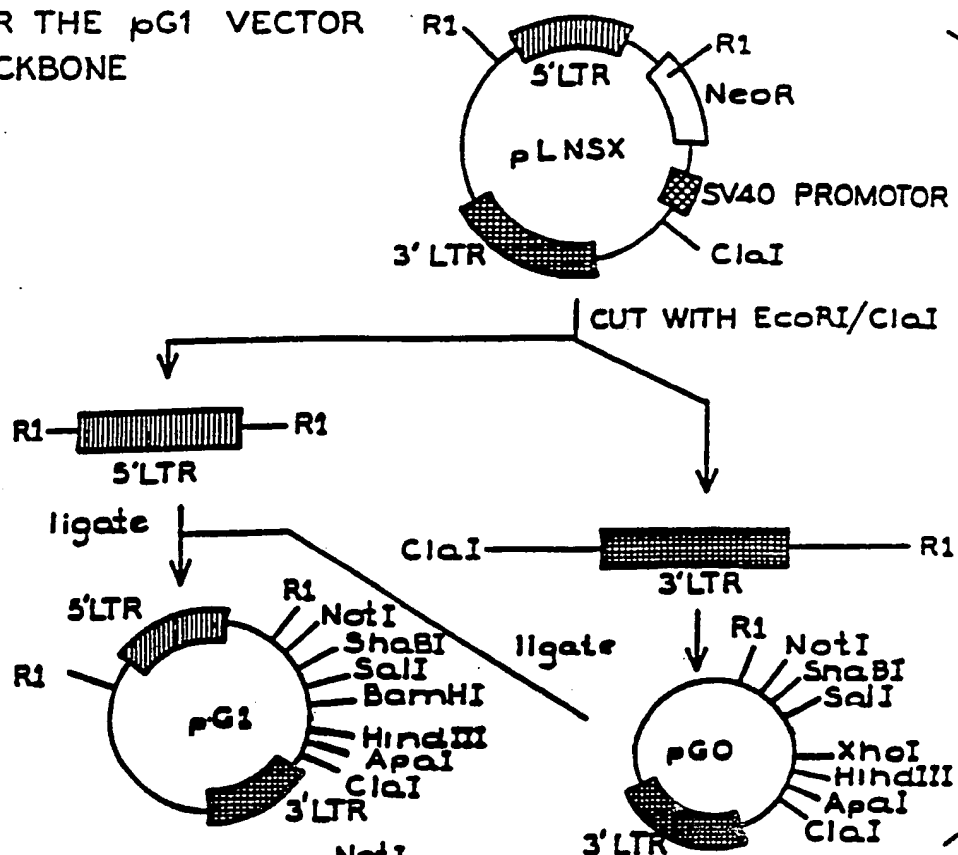 R THE pG1 VECTOR
CKBONE
R1
5'LTR
R1
NeoR
pLNSX
SV40 PROMOTOR
3' LTR
ClaI
CUT WITH EcoRI/ClaI
R1
R1
5'LTR
ligate
ClaI
R1
3'LTR
5'LTR
R1
NotI
ShaBI
SalI
BamHI
R1
pG1
HindIII
ApaI
ClaI
3'LTR
ligate
R1
NotI
SnaBI
SalI
pGO
XhoI
HindIII
ApaI
ClaI
3'LTR
NotI